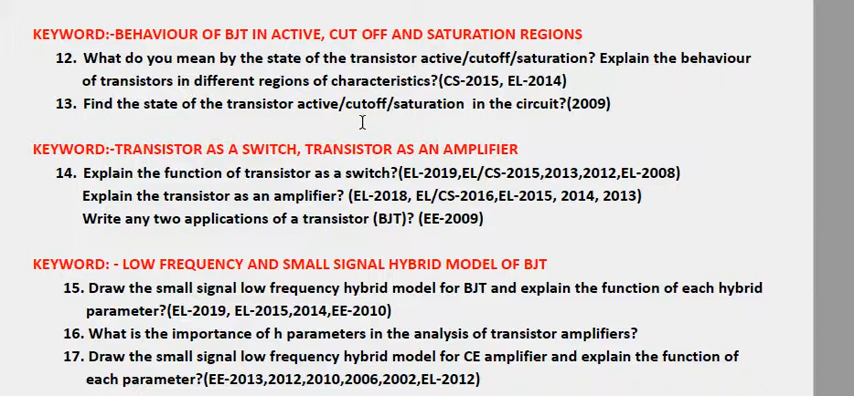 KEYWORD:-BEHAVIOUR OF BJT IN ACTIVE, CUT OFF AND SATURATION REGIONS
12. What do you mean by the state of the transistor active/cutoff/saturation? Explain the behaviour
of transistors in different regions of characteristics?(CS-2015, EL-2014)
13. Find the state of the transistor active/cutoff/saturation in the circuit?(2009)
KEYWORD:-TRANSISTOR AS A SWITCH, TRANSISTOR AS AN AMPLIFIER
14. Explain the function of transistor as a switch?(EL-2019,EL/CS-2015,2013,2012,EL-2008)
Explain the transistor as an amplifier? (EL-2018, EL/CS-2016,EL-2015, 2014, 2013)
Write any two applications of a transistor (BJT)? (EE-2009)
KEYWORD: - LOW FREQUENCY AND SMALL SIGNAL HYBRID MODEL OF BJT
15. Draw the small signal low frequency hybrid model for BJT and explain the function of each hybrid
parameter?(EL-2019, EL-2015,2014,EE-2010)
16. What is the importance of h parameters in the analysis of transistor amplifiers?
17. Draw the small signal low frequency hybrid model for CE amplifier and explain the function of
each parameter?(EE-2013,2012,2010,2006,2002,EL-2012)